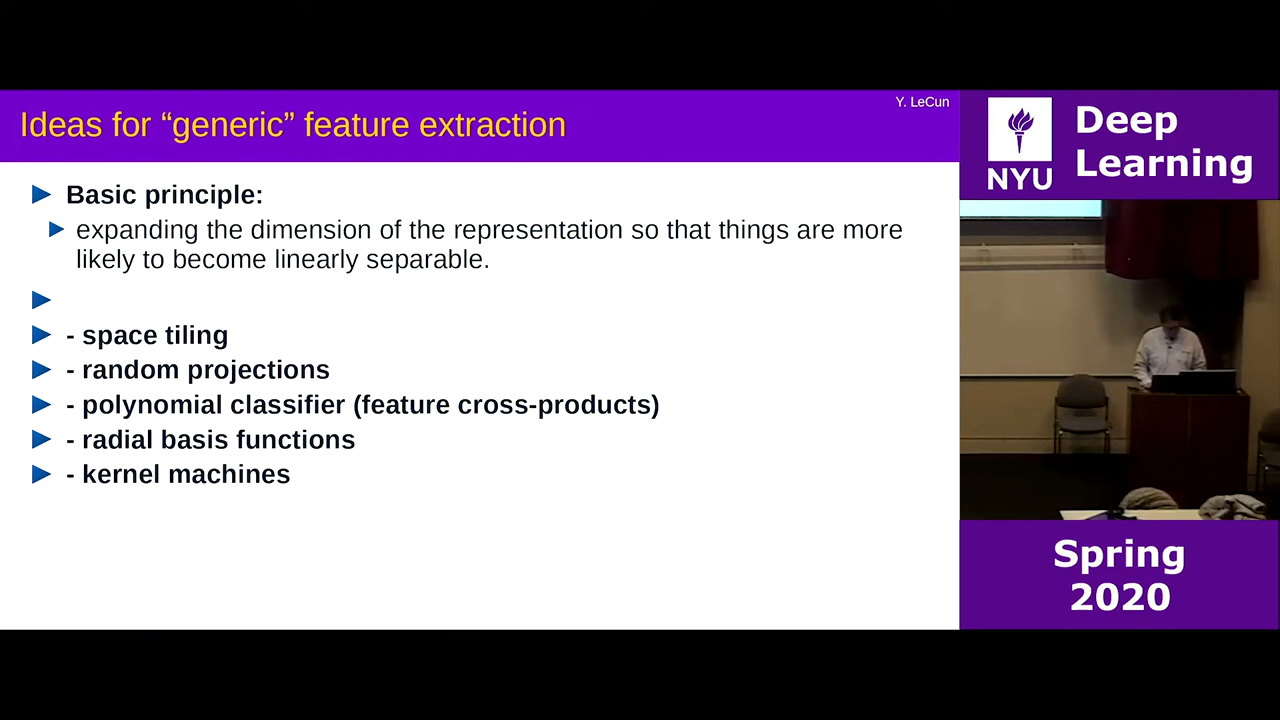 Y. LeCun
Ideas for “generic” feature extraction
Basic principle:
expanding the dimension of the representation so that things are more
likely to become linearly separable.
- space tiling
- random projections
- polynomial classifier (feature cross-products)
- radial basis functions
- kernel machines
NYU
Deep
Learning
Spring
2020